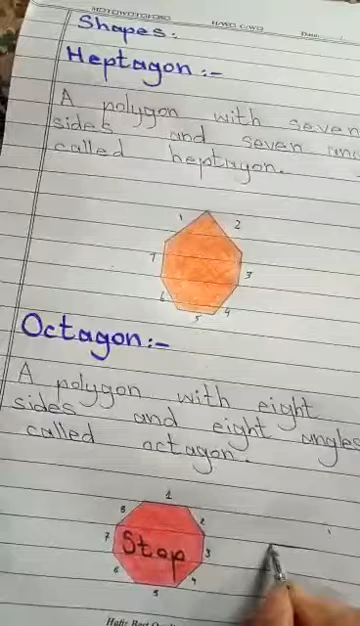 Shapes:
Heptagon:-
A polygon with seven
sides and seven
called heptagon.
1 2
7 3
6 4
5
Octagon:-
A polygon with eight
sides and eight angles
called octagon.
1
8 2
7 Stop 3
6 4
5